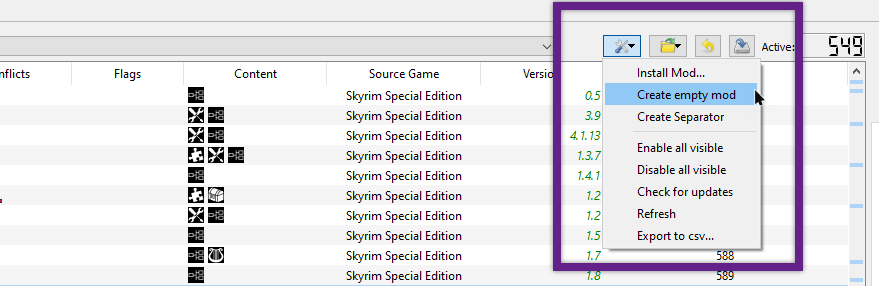 Active: 549
nflicts Flags Content Source Game Versio
Install Mod...
Create empty mod
Create Separator
Enable all visible
Disable all visible
Check for updates
Refresh
Export to csv...
Skyrim Special Edition 0.5
Skyrim Special Edition 3.9
Skyrim Special Edition 4.1.13
Skyrim Special Edition 1.3.7
Skyrim Special Edition 1.4.1
Skyrim Special Edition 1.2
Skyrim Special Edition 1.2
Skyrim Special Edition 1.5
Skyrim Special Edition 1.7 588
Skyrim Special Edition 1.8 589